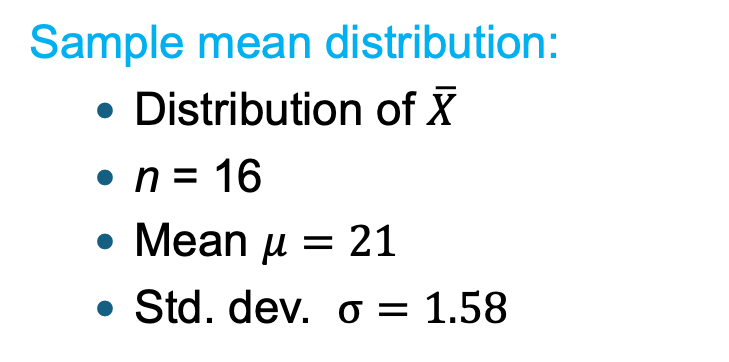 Sample mean distribution:
• Distribution of X̄
• n = 16
• Mean μ = 21
• Std. dev. σ = 1.58